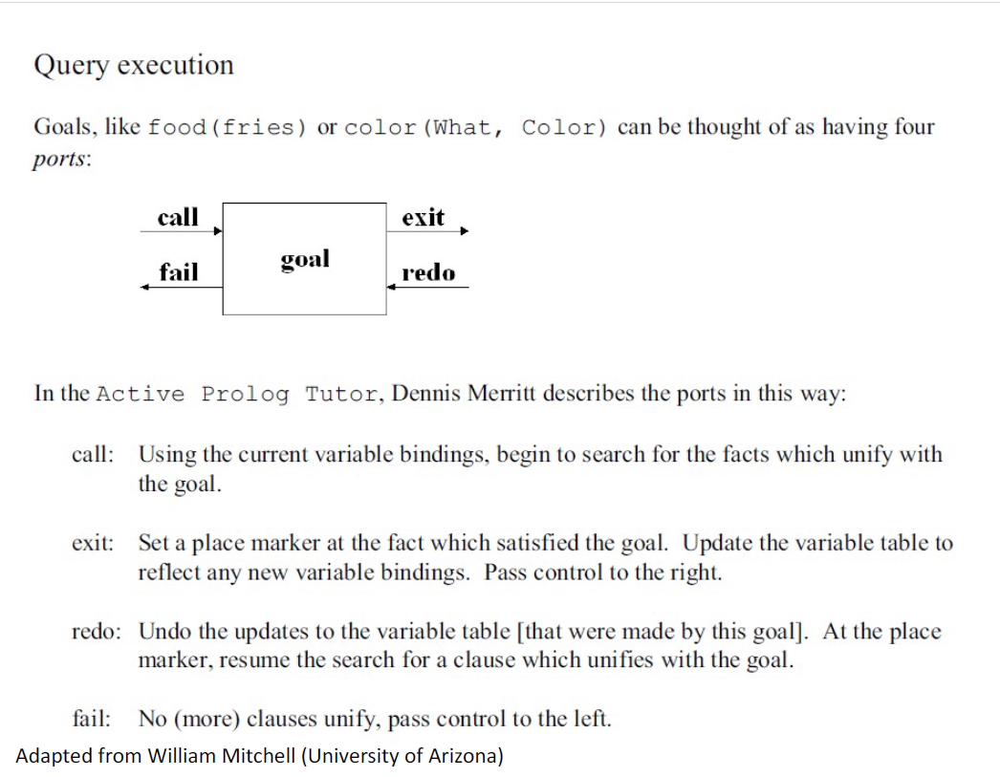 Query execution
Goals, like food(fries) or color(What, Color) can be thought of as having four
ports:
call
exit
goal
fail
redo
In the Active Prolog Tutor, Dennis Merritt describes the ports in this way:
call: Using the current variable bindings, begin to search for the facts which unify with
the goal.
exit: Set a place marker at the fact which satisfied the goal. Update the variable table to
reflect any new variable bindings. Pass control to the right.
redo: Undo the updates to the variable table [that were made by this goal]. At the place
marker, resume the search for a clause which unifies with the goal.
fail: No (more) clauses unify, pass control to the left.
Adapted from William Mitchell (University of Arizona)